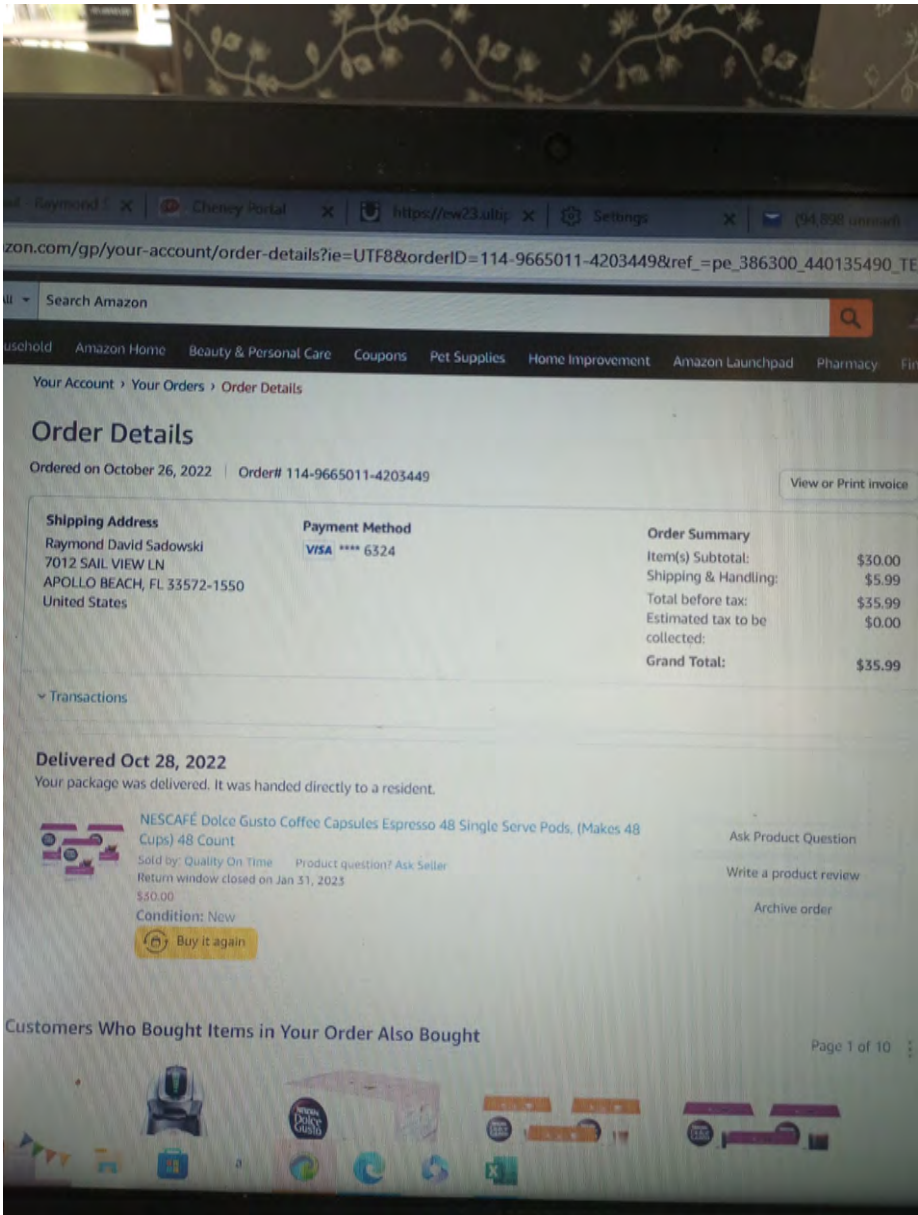 Raymond S
Cheney Portal
Settings
(94,898 unread)
zon.com/gp/your-account/order-details?ie=UTF8&orderID=114-9665011-4203449&ref_=pe_386300_440135490_TE
Search Amazon
usehold Amazon Home Beauty & Personal Care Coupons Pet Supplies Home Improvement Amazon Launchpad Pharmacy Fin
Your Account › Your Orders › Order Details
Order Details
Ordered on October 26, 2022 Order# 114-9665011-4203449
View or Print invoice
Shipping Address
Raymond David Sadowski
7012 SAIL VIEW LN
APOLLO BEACH, FL 33572-1550
United States
Payment Method
VISA **** 6324
Order Summary
Item(s) Subtotal: $30.00
Shipping & Handling: $5.99
Total before tax: $35.99
Estimated tax to be $0.00
collected:
Grand Total: $35.99
Transactions
Delivered Oct 28, 2022
Your package was delivered. It was handed directly to a resident.
NESCAFÉ Dolce Gusto Coffee Capsules Espresso 48 Single Serve Pods, (Makes 48
Cups) 48 Count
Sold by: Quality On Time Product question? Ask Seller
Return window closed on Jan 31, 2023
$30.00
Condition: New
Buy it again
Ask Product Question
Write a product review
Archive order
Customers Who Bought Items in Your Order Also Bought
Page 1 of 10
NESCAFÉ
Dolce
Gusto